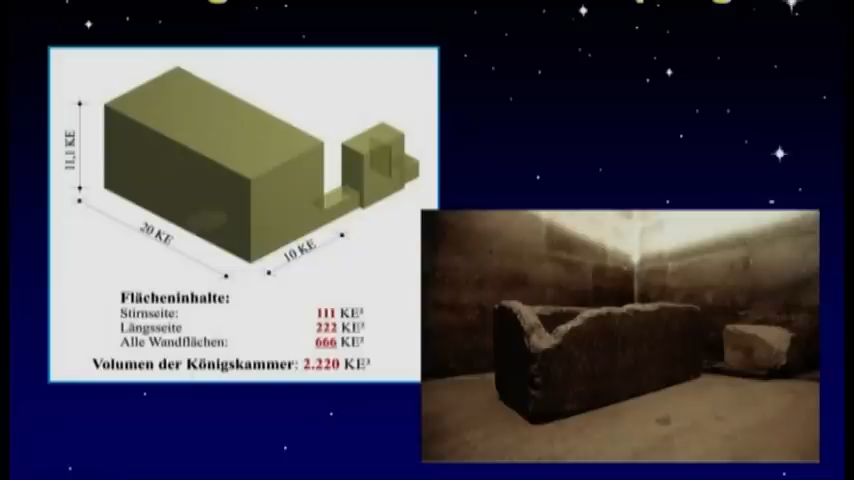 11,1 KE
20 KE
10 KE
Flächeninhalte:
Stirnseite: 111 KE²
Längsseite 222 KE²
Alle Wandflächen: 666 KE²
Volumen der Königskammer: 2.220 KE³